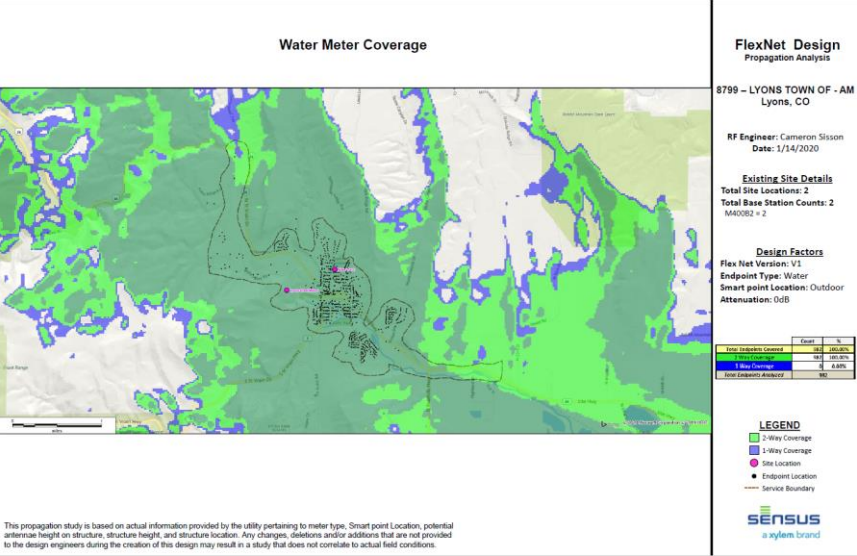 Water Meter Coverage
FlexNet Design
Propagation Analysis
8799 – LYONS TOWN OF - AM
Lyons, CO
RF Engineer: Cameron Sisson
Date: 1/14/2020
Existing Site Details
Total Site Locations: 2
Total Base Station Counts: 2
M400B2 = 2
Design Factors
Flex Net Version: V1
Endpoint Type: Water
Smart point Location: Outdoor
Attenuation: 0dB
Count %
Total Endpoints Covered 982 100.00%
2 Way Coverage 982 100.00%
1 Way Coverage 0 0.00%
Total Endpoints Analyzed 982
LEGEND
2-Way Coverage
1-Way Coverage
Site Location
Endpoint Location
Service Boundary
SENSUS
a xylem brand
This propagation study is based on actual information provided by the utility pertaining to meter type, Smart point Location, potential
antennae height on structure, structure height, and structure location. Any changes, deletions and/or additions that are not provided
to the design engineers during the creation of this design may result in a study that does not correlate to actual field conditions.